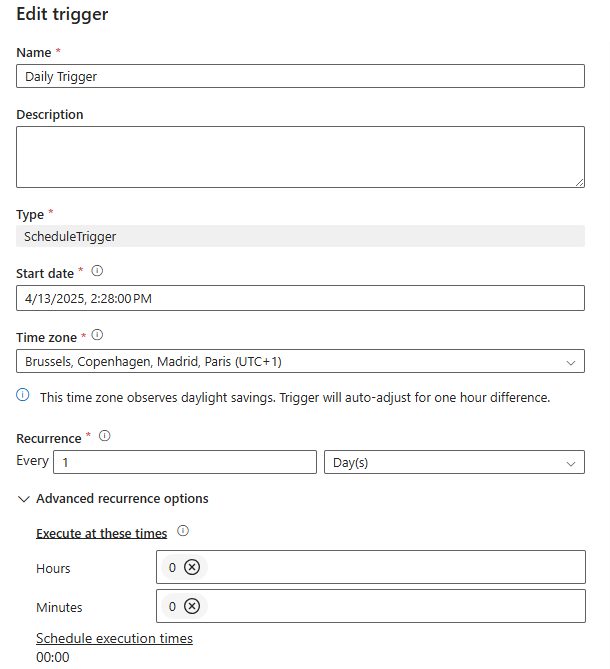 Edit trigger
Name *
Daily Trigger
Description
Type *
ScheduleTrigger
Start date *
4/13/2025, 2:28:00 PM
Time zone *
Brussels, Copenhagen, Madrid, Paris (UTC+1)
This time zone observes daylight savings. Trigger will auto-adjust for one hour difference.
Recurrence *
Every 1 Day(s)
Advanced recurrence options
Execute at these times
Hours 0
Minutes 0
Schedule execution times
00:00